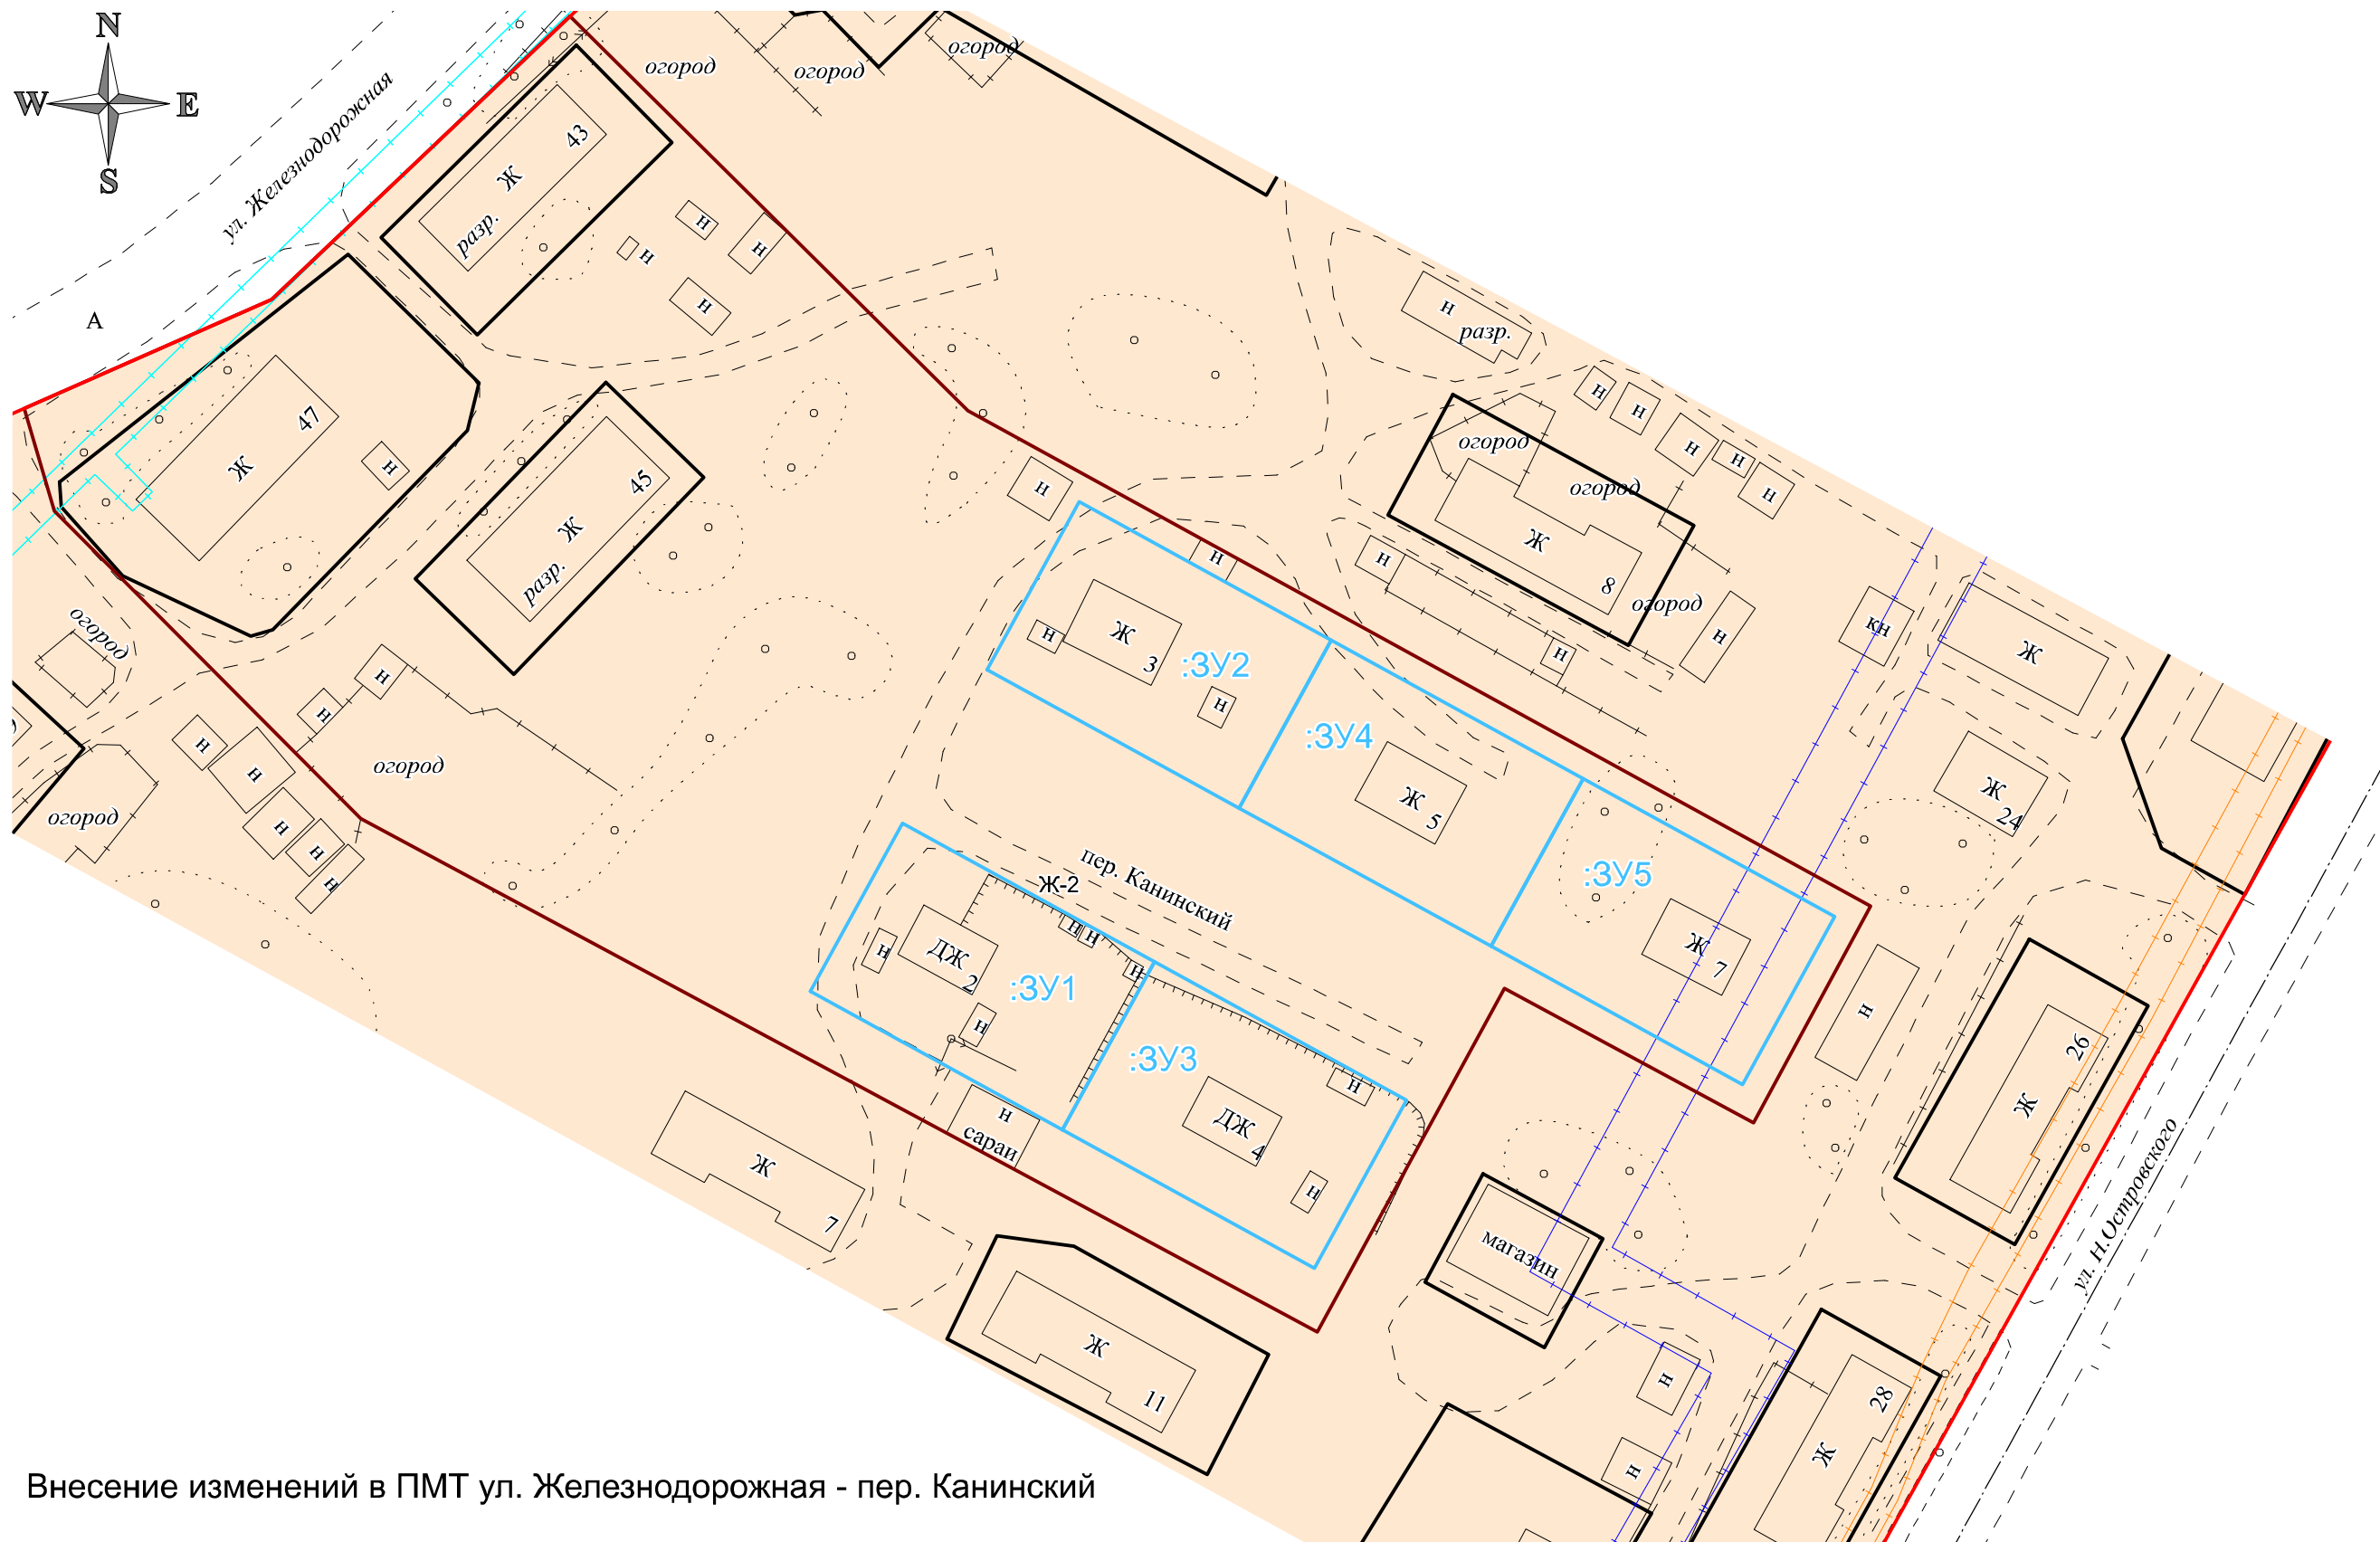 N
W
E
S
ул. Железнодорожная
А
огород
огород
огород
43
Ж
разр.
н
н
н
н
47
Ж
н
45
Ж
разр.
н
разр.
н
н
н
н
н
огород
огород
огород
Ж
8
н
н
н
н
кн
Ж
Ж
24
н
Ж
3
н
н
:ЗУ2
:ЗУ4
Ж
5
:ЗУ5
Ж
7
пер. Канинский
Ж-2
огород
н
н
н
н
н
н
н
огород
огород
ДЖ
2
н
н
н
н
н
:ЗУ1
:ЗУ3
ДЖ
4
н
н
н
сараи
Ж
7
Ж
11
магазин
н
н
н
26
Ж
28
Ж
ул. Н.Островского
Внесение изменений в ПМТ ул. Железнодорожная - пер. Канинский